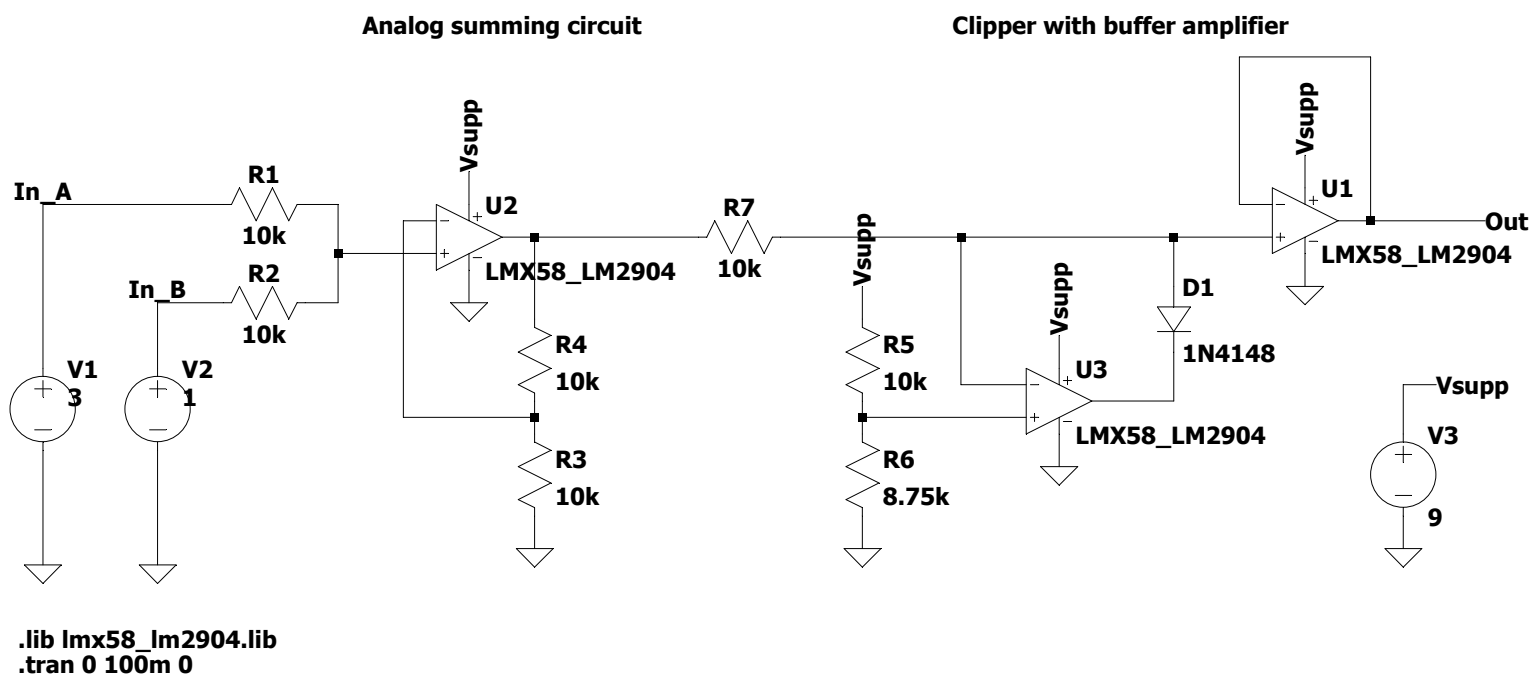 Analog summing circuit
Clipper with buffer amplifier
Vsupp
Vsupp
In_A
R1
10k
U2
LMX58_LM2904
R7
10k
Vsupp
U1
LMX58_LM2904
Out
In_B
R2
10k
Vsupp
D1
1N4148
V1
3
V2
1
R4
10k
R5
10k
U3
LMX58_LM2904
Vsupp
V3
9
R3
10k
R6
8.75k
.lib lmx58_lm2904.lib
.tran 0 100m 0